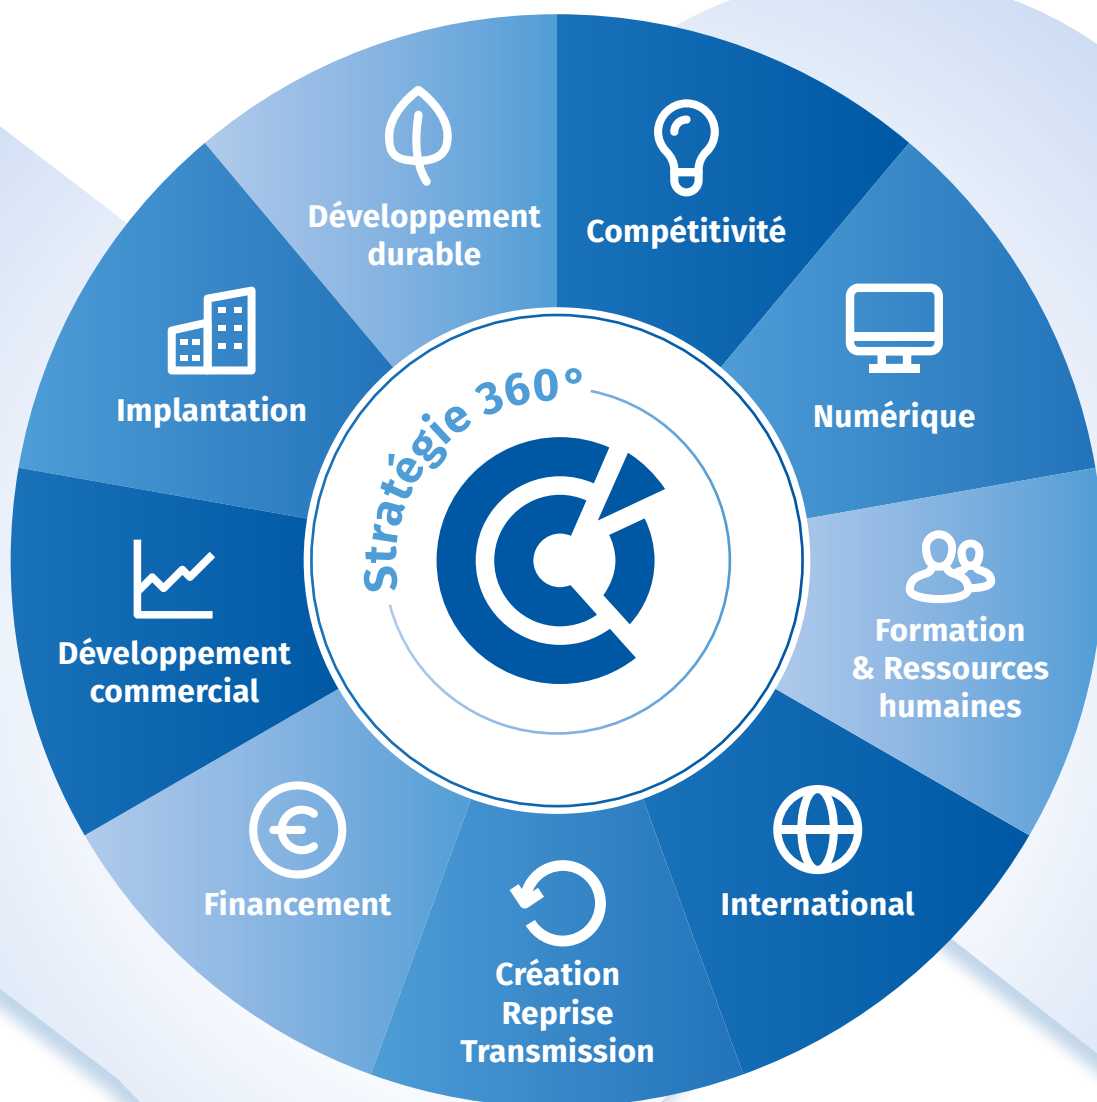 Développement
durable
Compétitivité
Numérique
Formation
& Ressources
humaines
International
Création
Reprise
Transmission
Financement
Développement
commercial
Implantation
Stratégie 360°